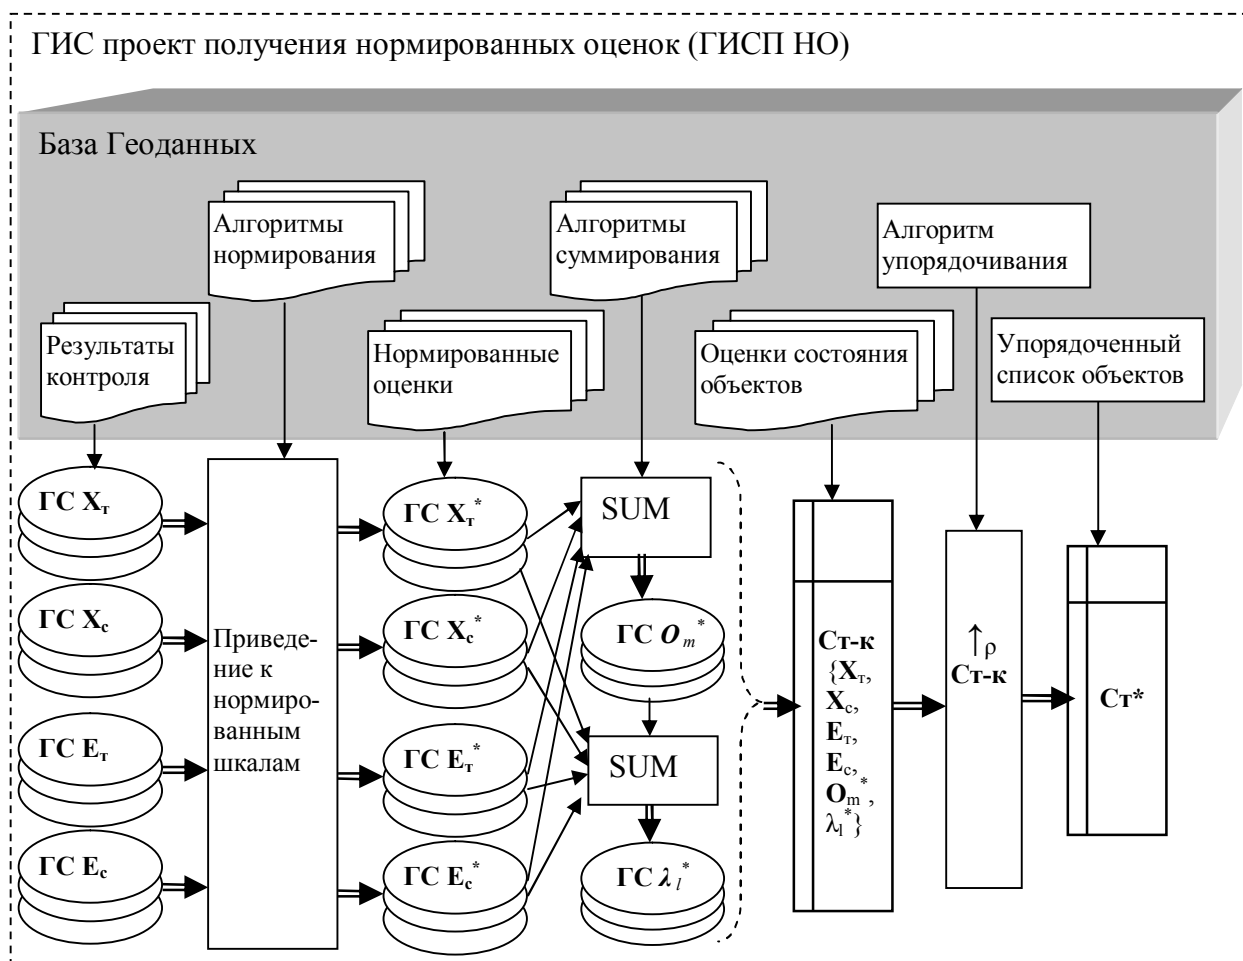 ГИС проект получения нормированных оценок (ГИСП НО)
База Геоданных
Алгоритмы
нормирования
Алгоритмы
суммирования
Алгоритм
упорядочивания
Результаты
контроля
Нормированные
оценки
Оценки состояния
объектов
Упорядоченный
список объектов
ГС Xт
ГС Xс
ГС Eт
ГС Eс
Приведе-
ние к
нормиро-
ванным
шкалам
ГС Xт*
ГС Xс*
ГС Eт*
ГС Eс*
SUM
ГС Om*
SUM
ГС λl*
Ст-к
{Xт,
Xс,
Eт,
Eс,
Om*,
λl*}
↑ρ
Ст-к
Ст*